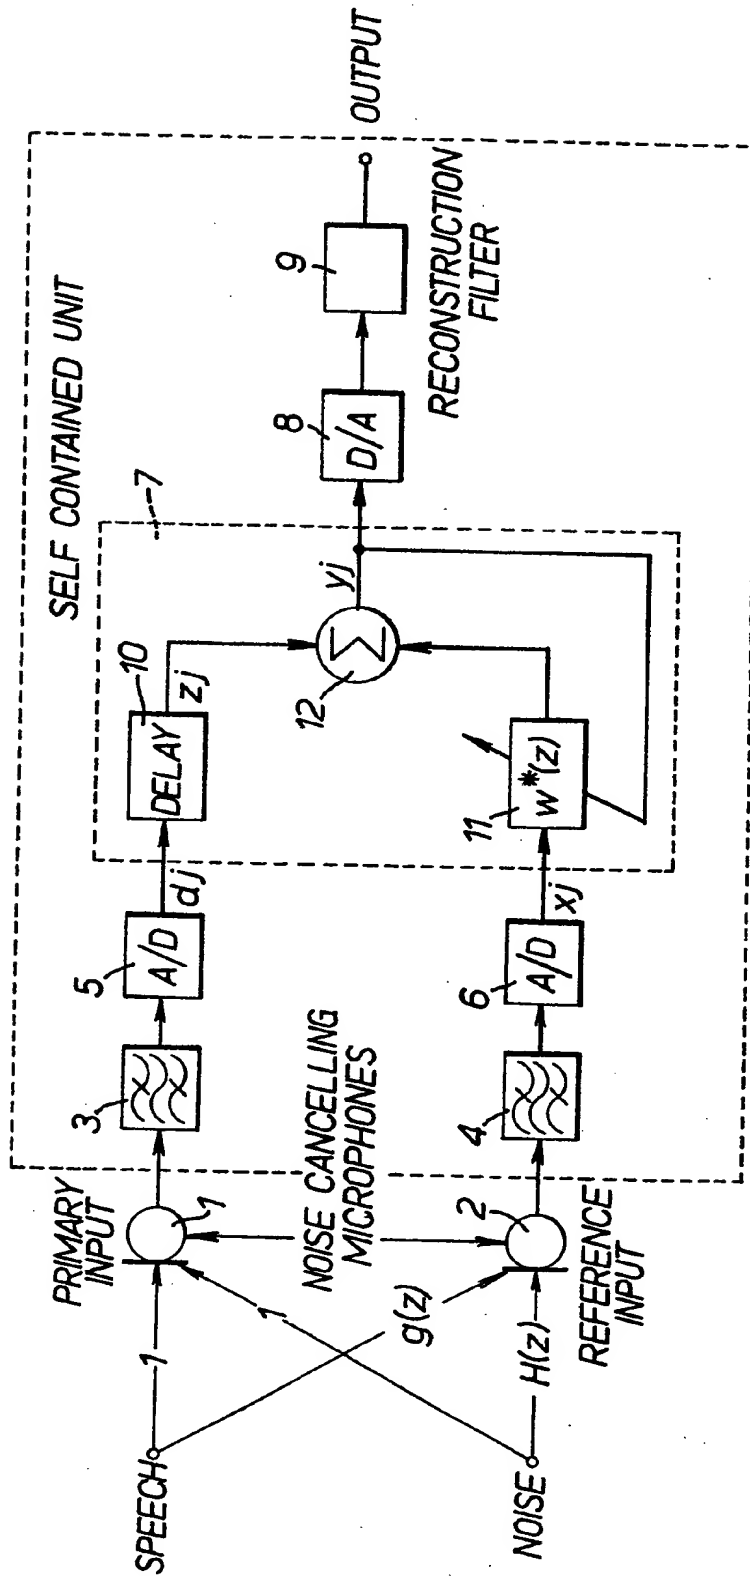 SELF CONTAINED UNIT
7
PRIMARY
INPUT
3
5
A/D
dj
10
DELAY
zj
SPEECH
1
1
NOISE CANCELLING
MICROPHONES
12
Σ
yj
8
D/A
9
OUTPUT
RECONSTRUCTION
FILTER
1
g(z)
NOISE
H(z)
2
REFERENCE
INPUT
4
6
A/D
xj
11
W*(z)